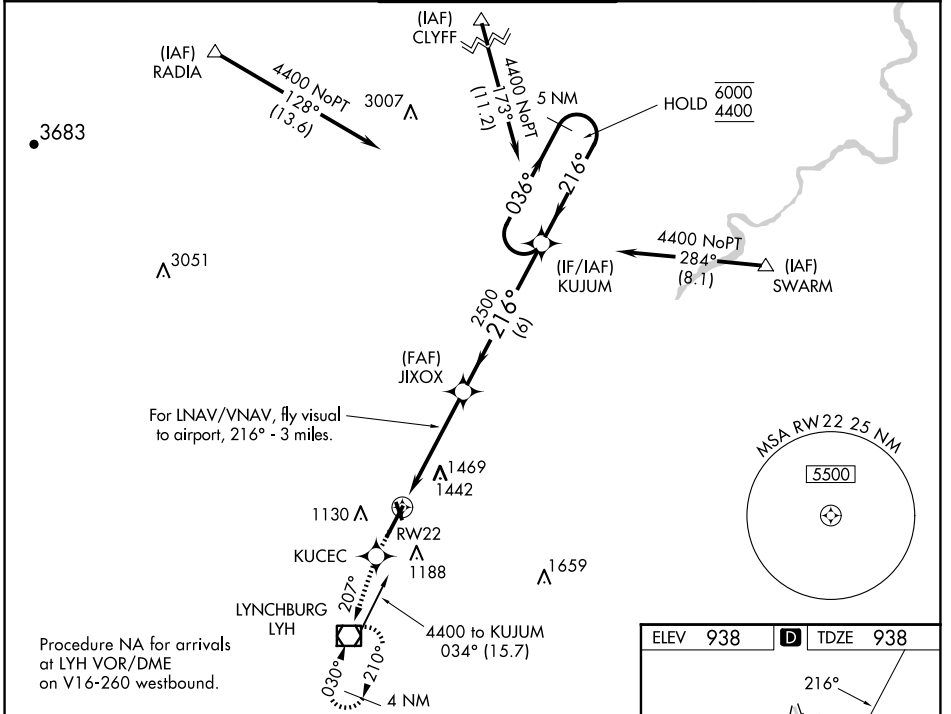 (IAF)
CLYFF
(IAF)
RADIA
4400 NoPT
128°
(13.6)
3007
4400 NoPT
173°
(11.2)
5 NM
HOLD
6000
4400
3683
036°
216°
3051
(IF/IAF)
KUJUM
4400 NoPT
284°
(8.1)
(IAF)
SWARM
2500
216°
(6)
(FAF)
JIXOX
For LNAV/VNAV, fly visual
to airport, 216° - 3 miles.
MSA RW22 25 NM
5500
1469
1442
1130
RW22
KUCEC
1188
1659
207°
LYNCHBURG
LYH
4400 to KUJUM
034° (15.7)
030°
210°
4 NM
Procedure NA for arrivals
at LYH VOR/DME
on V16-260 westbound.
ELEV 938 D TDZE 938
216°